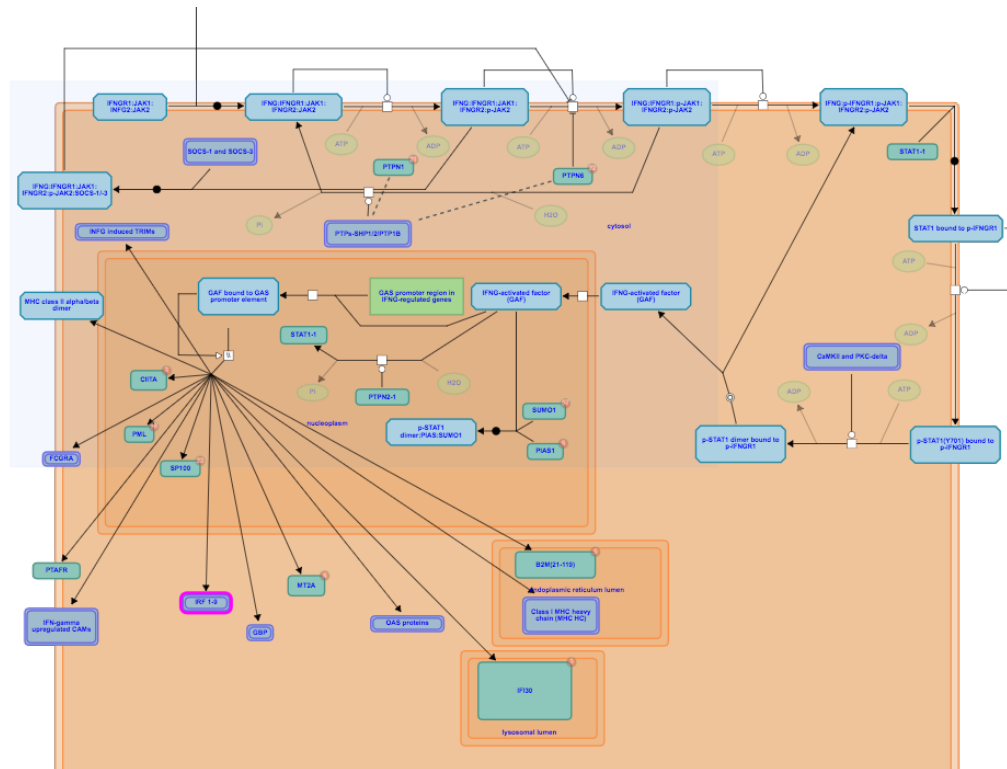 IFNGR1:JAK1:
INFG2:JAK2
IFNG:IFNGR1:JAK1:
IFNGR2:JAK2
IFNG:IFNGR1:JAK1:
IFNGR2:p-JAK2
IFNG:IFNGR1:p-JAK1:
IFNGR2:p-JAK2
IFNG:p-IFNGR1:p-JAK1:
IFNGR2:p-JAK2
ATP
ADP
ATP
ADP
ATP
ADP
STAT1-1
SOCS-1 and SOCS-3
PTPN1
PTPN6
IFNG:IFNGR1:JAK1:
IFNGR2:p-JAK2:SOCS-1/-3
PI
H2O
INFG induced TRIMs
PTPs-SHP1/2/PTP1B
cytosol
STAT1 bound to p-IFNGR1
ATP
ADP
MHC class II alpha/beta
dimer
GAF bound to GAS
promoter element
GAS promoter region in
IFNG-regulated genes
IFNG-activated factor
(GAF)
IFNG-activated factor
(GAF)
STAT1-1
CaMKII and PKC-delta
CIITA
PI
PTPN2-1
H2O
ADP
ATP
nucleoplasm
SUMO1
PML
p-STAT1
dimer:PIAS:SUMO1
PIAS1
p-STAT1 dimer bound to
p-IFNGR1
p-STAT1(Y701) bound to
p-IFNGR1
FCGRA
SP100
PTAFR
B2M(21-119)
MT2A
endoplasmic reticulum lumen
IRF 1-9
Class I MHC heavy
chain (MHC HC)
IFN-gamma
upregulated CAMs
GBP
OAS proteins
IFI30
lysosomal lumen